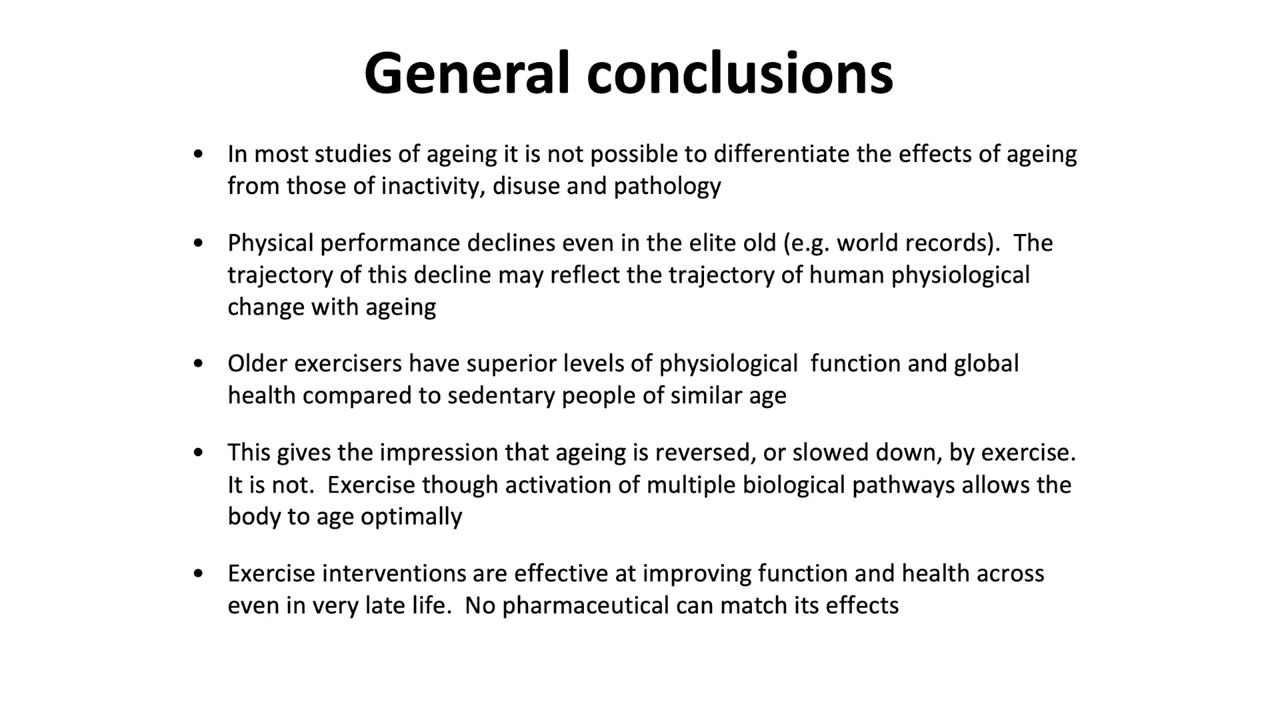 General conclusions
• In most studies of ageing it is not possible to differentiate the effects of ageing
from those of inactivity, disuse and pathology
• Physical performance declines even in the elite old (e.g. world records).  The
trajectory of this decline may reflect the trajectory of human physiological
change with ageing
• Older exercisers have superior levels of physiological  function and global
health compared to sedentary people of similar age
• This gives the impression that ageing is reversed, or slowed down, by exercise.
It is not.  Exercise though activation of multiple biological pathways allows the
body to age optimally
• Exercise interventions are effective at improving function and health across
even in very late life.  No pharmaceutical can match its effects